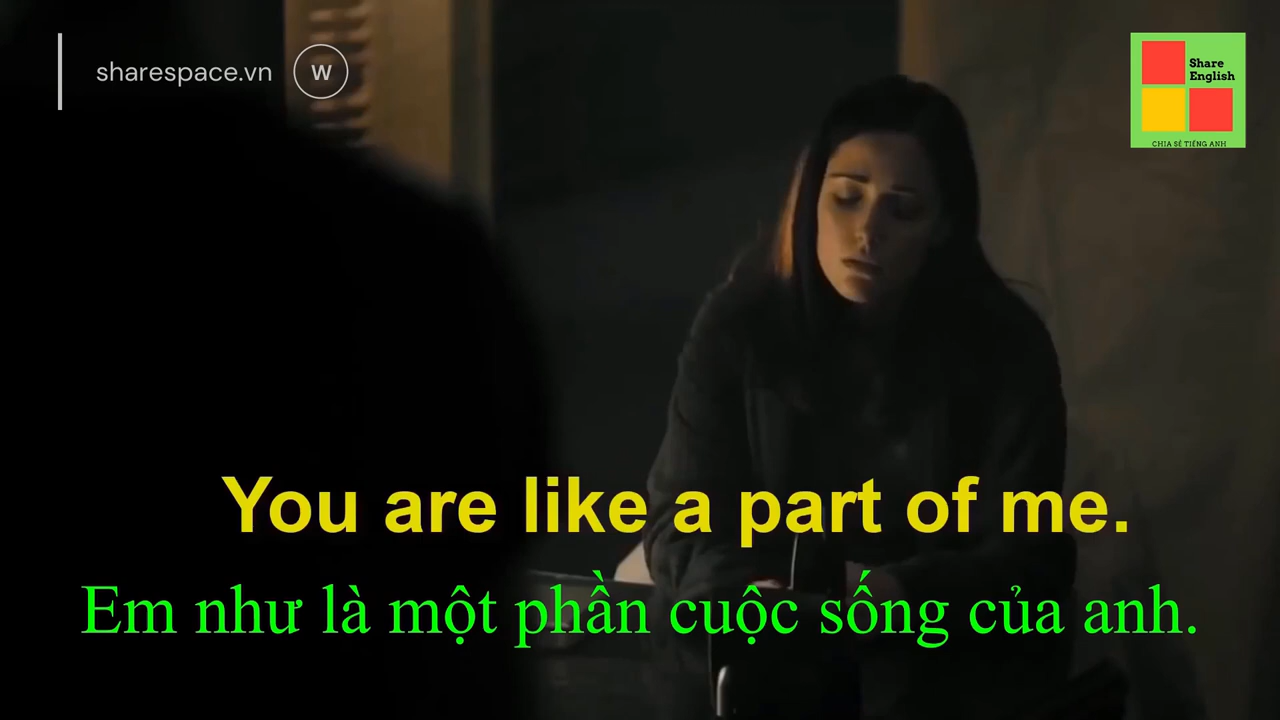 sharespace.vn
W
Share
English
CHIA SẺ TIẾNG ANH
You are like a part of me.
Em như là một phần cuộc sống của anh.